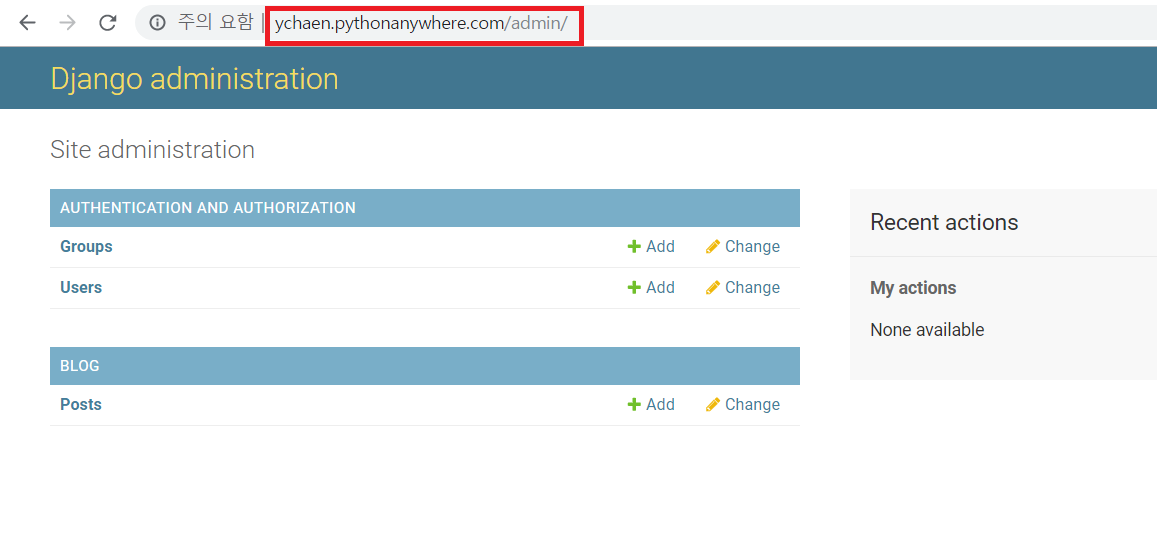 주의 요함 | ychaen.pythonanywhere.com/admin/
Django administration
Site administration
AUTHENTICATION AND AUTHORIZATION
Groups Add Change
Users Add Change
BLOG
Posts Add Change
Recent actions
My actions
None available